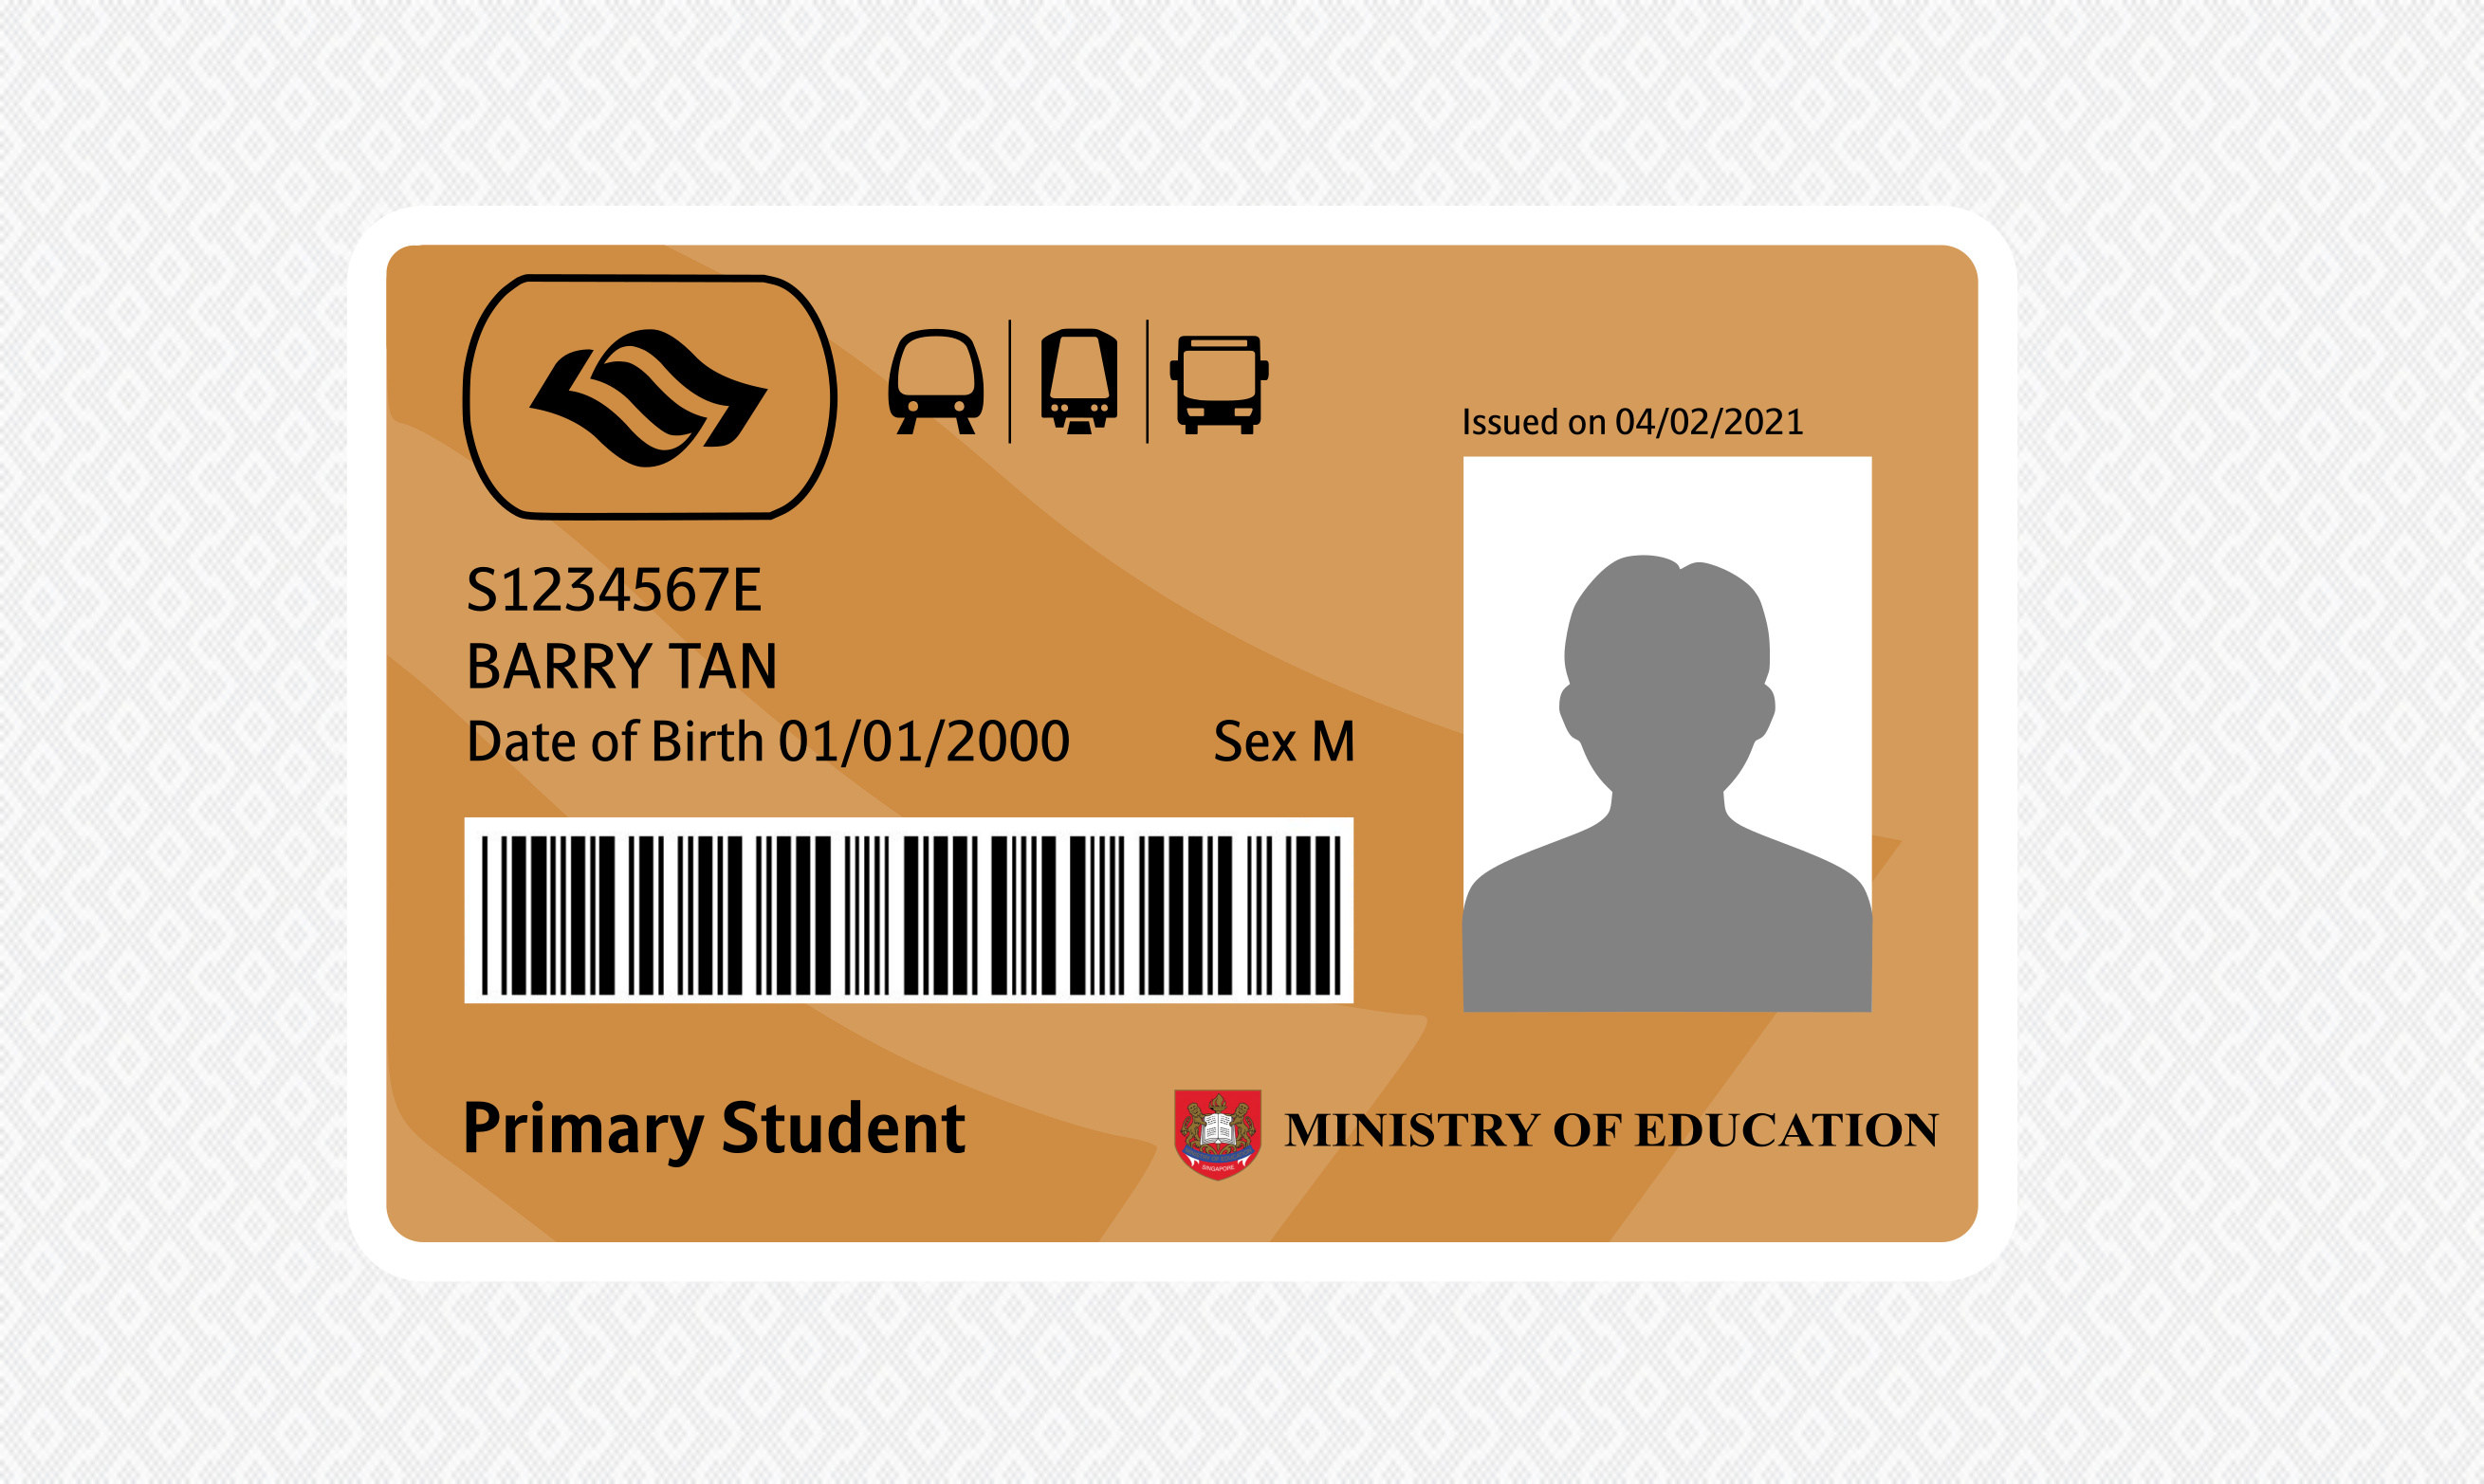 Issued on 04/02/2021
S1234567E
BARRY TAN
Date of Birth 01/01/2000 Sex M
Primary Student
SINGAPORE
MINISTRY OF EDUCATION